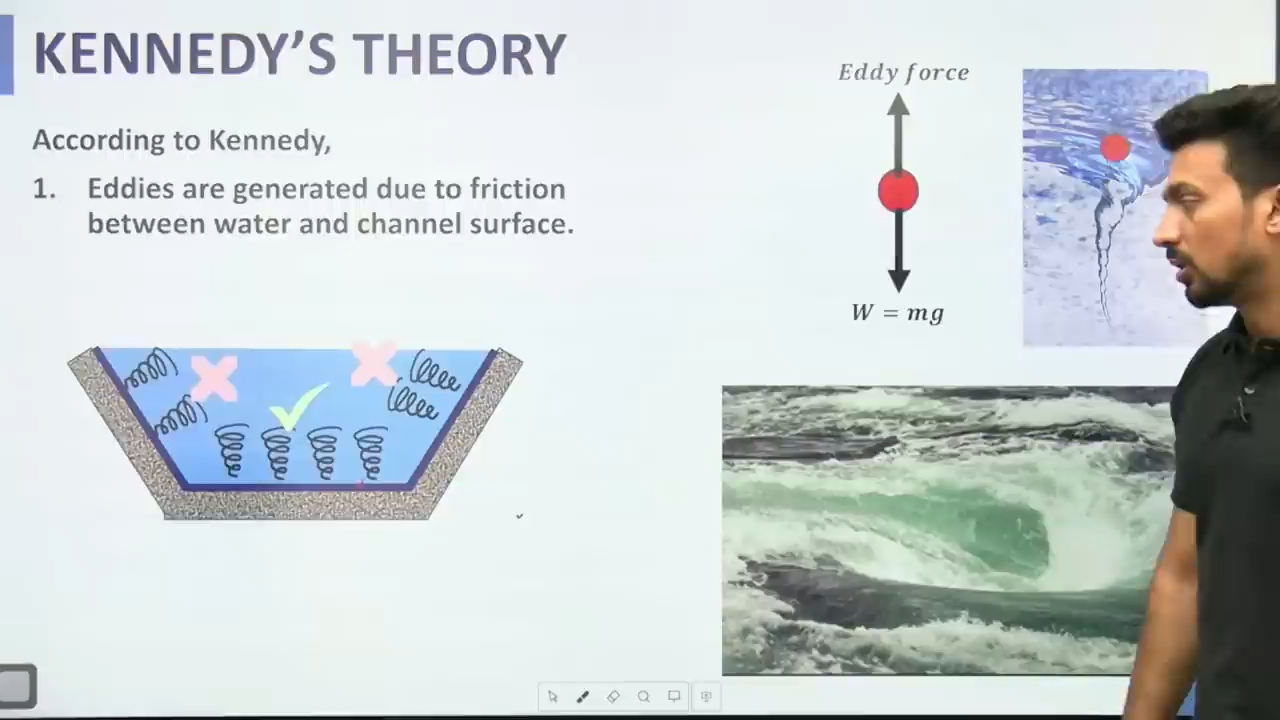 KENNEDY'S THEORY
According to Kennedy,
1. Eddies are generated due to friction
between water and channel surface.
Eddy force
W = mg